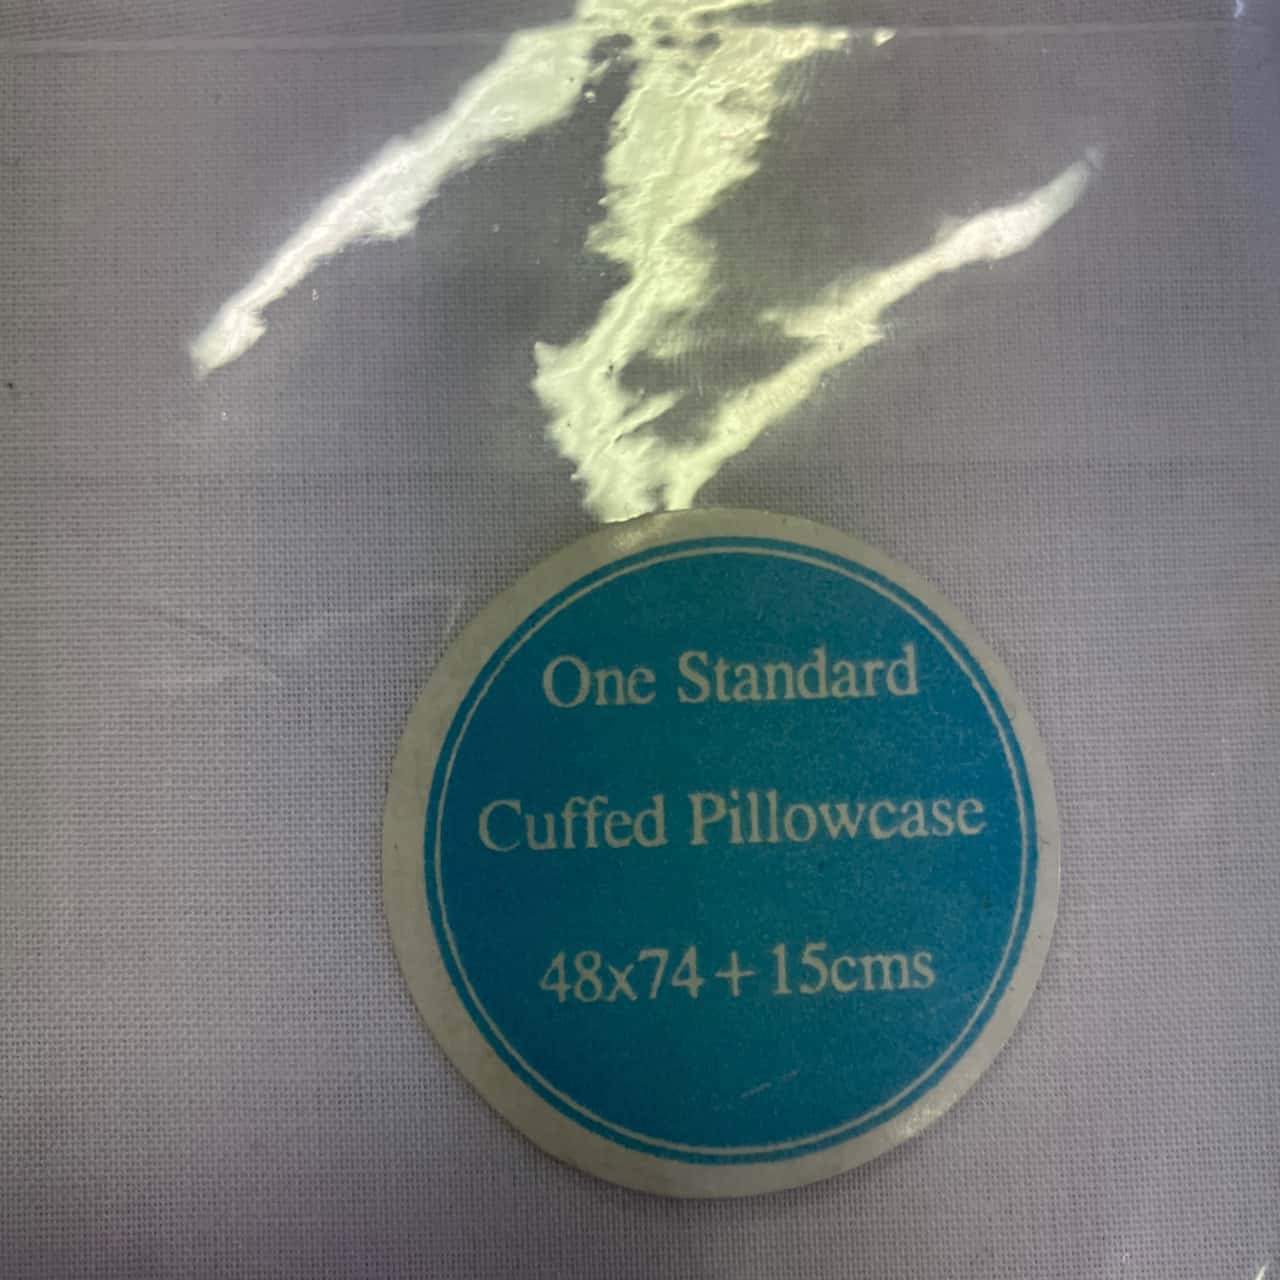 One Standard
Cuffed Pillowcase
48x74+15cms